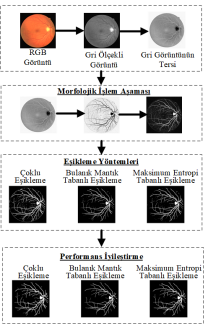 RGB Görüntü
Gri Ölçekli Görüntü
Gri Görüntünün Tersi
Morfolojik İşlem Aşaması
Eşikleme Yöntemleri
Çoklu Eşikleme
Bulanık Mantık Tabanlı Eşikleme
Maksimum Entropi Tabanlı Eşikleme
Performans İyileştirme
Çoklu Eşikleme
Bulanık Mantık Tabanlı Eşikleme
Maksimum Entropi Tabanlı Eşikleme